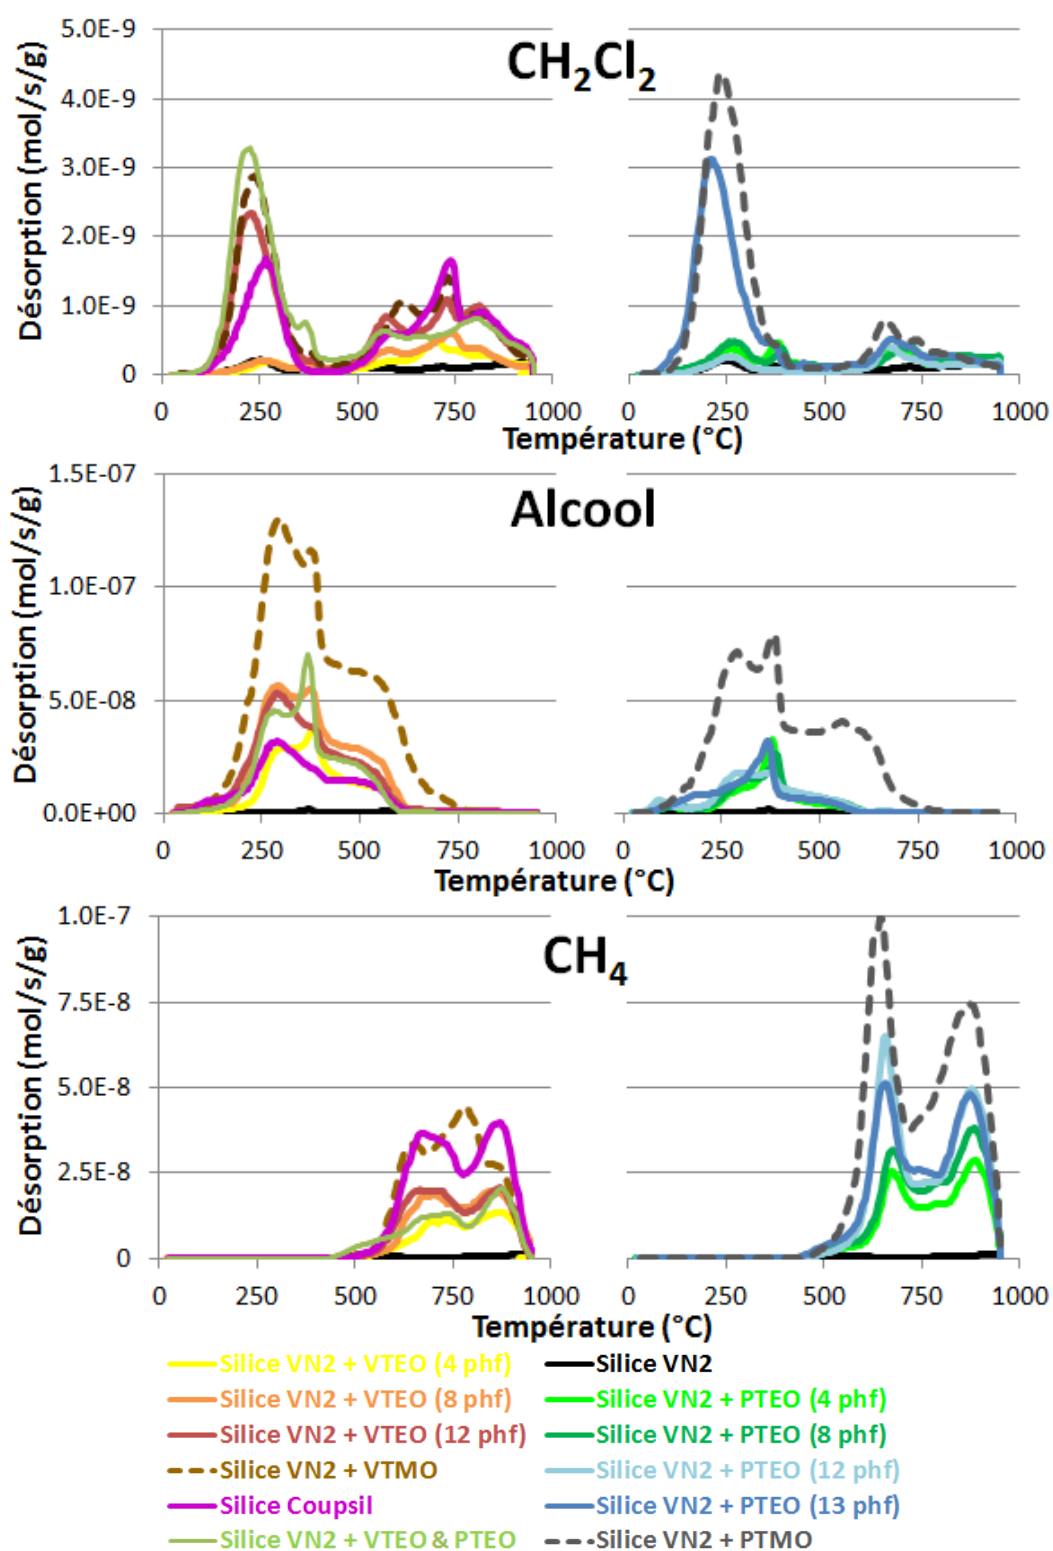 CH2Cl2
Désorption (mol/s/g)
5.0E-9
4.0E-9
3.0E-9
2.0E-9
1.0E-9
0
0 250 500 750 1000 0 250 500 750 1000
Température (°C)
Alcool
Désorption (mol/s/g)
1.5E-07
1.0E-07
5.0E-08
0.0E+00
0 250 500 750 1000 0 250 500 750 1000
Température (°C)
CH4
Désorption (mol/s/g)
1.0E-7
7.5E-8
5.0E-8
2.5E-8
0
0 250 500 750 1000 0 250 500 750 1000
Température (°C)
Silice VN2 + VTEO (4 phf) Silice VN2
Silice VN2 + VTEO (8 phf) Silice VN2 + PTEO (4 phf)
Silice VN2 + VTEO (12 phf) Silice VN2 + PTEO (8 phf)
Silice VN2 + VTMO Silice VN2 + PTEO (12 phf)
Silice Coupsil Silice VN2 + PTEO (13 phf)
Silice VN2 + VTEO & PTEO Silice VN2 + PTMO